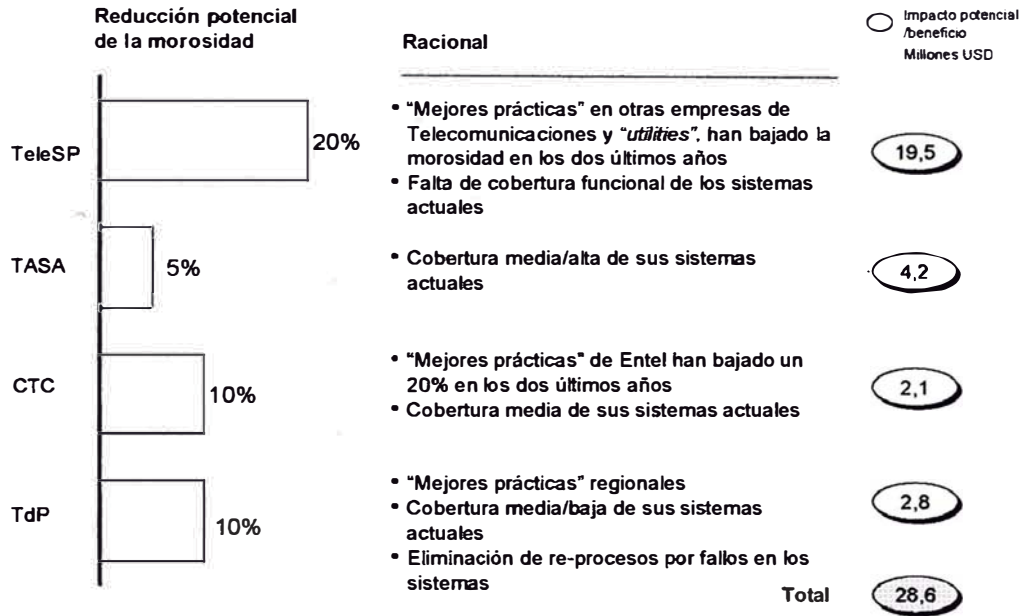 Reducción potencial
de la morosidad
Racional
Impacto potencial
/beneficio
Millones USD
TeleSP
20%
• "Mejores prácticas" en otras empresas de
Telecomunicaciones y "utilities", han bajado la
morosidad en los dos últimos años
• Falta de cobertura funcional de los sistemas
actuales
19,5
TASA
5%
• Cobertura media/alta de sus sistemas
actuales
4,2
CTC
10%
• "Mejores prácticas" de Entel han bajado un
20% en los dos últimos años
• Cobertura media de sus sistemas actuales
2,1
TdP
10%
• "Mejores prácticas" regionales
• Cobertura media/baja de sus sistemas
actuales
• Eliminación de re-procesos por fallos en los
sistemas
2,8
Total
28,6